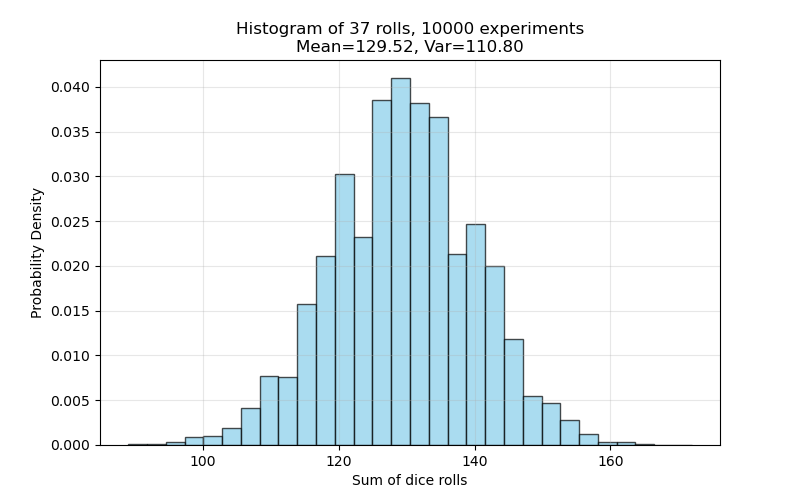 Histogram of 37 rolls, 10000 experiments
Mean=129.52, Var=110.80
Probability Density
0.040
0.035
0.030
0.025
0.020
0.015
0.010
0.005
0.000
100 120 140 160
Sum of dice rolls